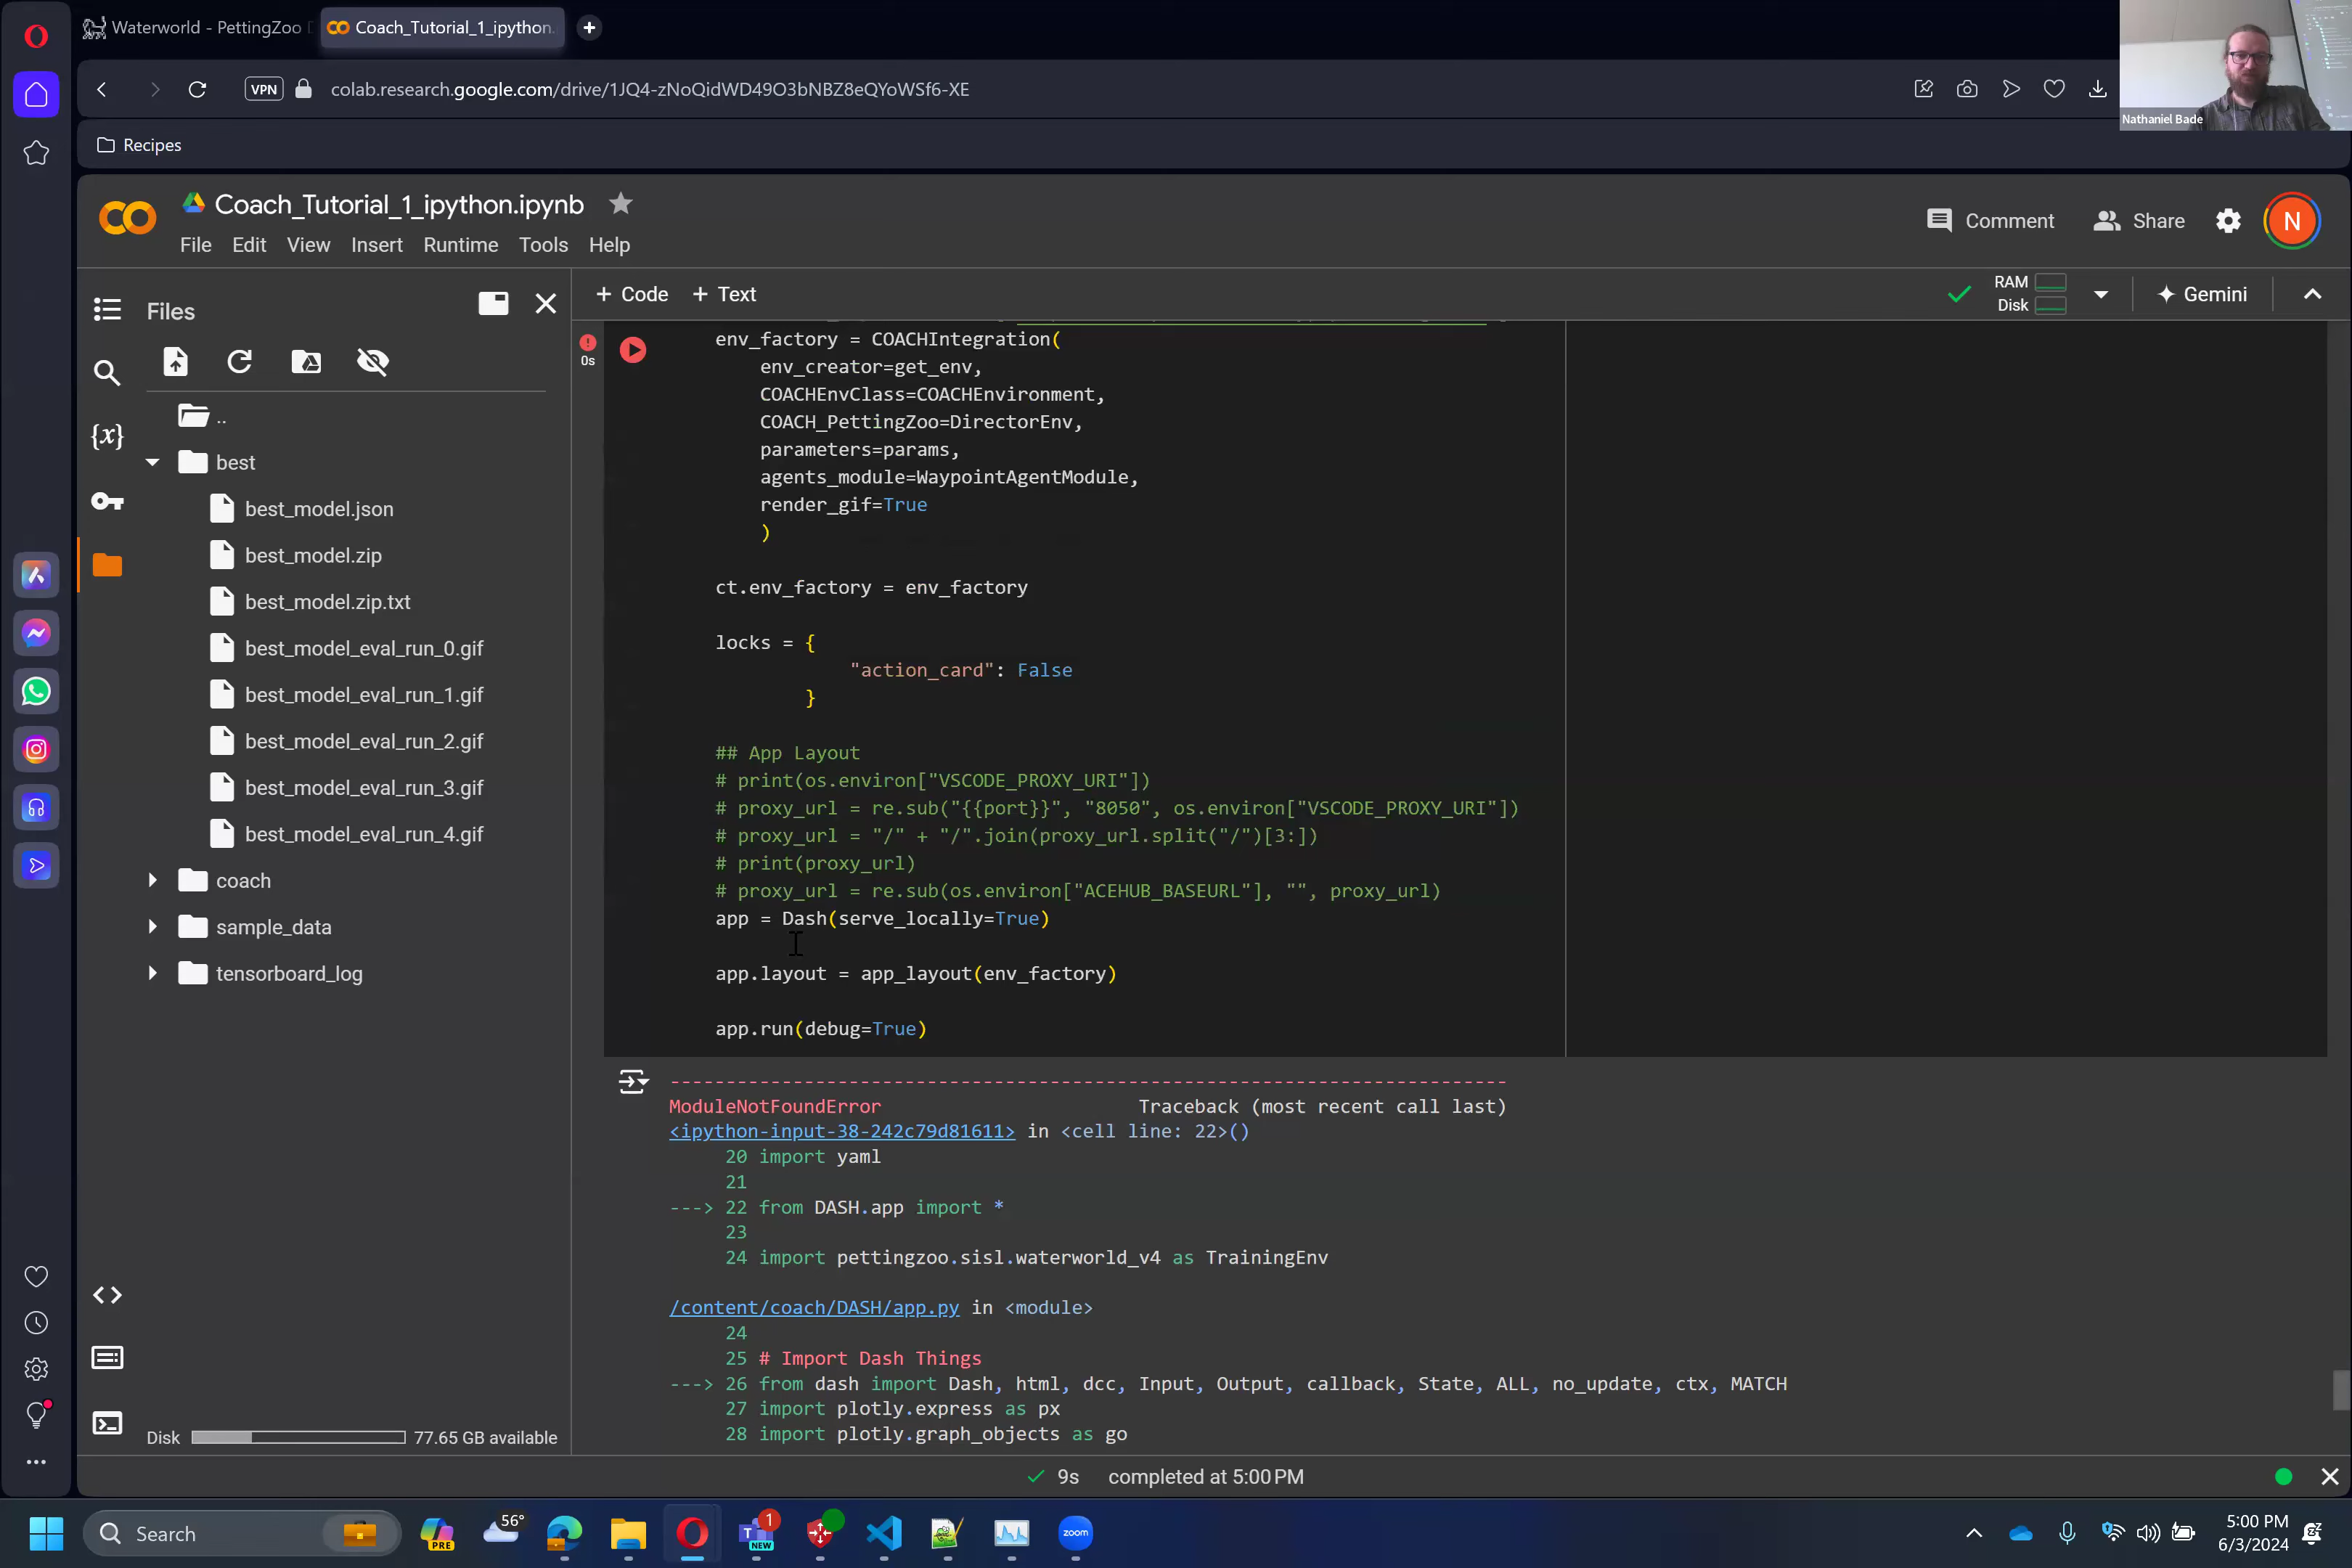 Waterworld - PettingZoo D
Coach_Tutorial_1_ipython.
VPN
colab.research.google.com/drive/1JQ4-zNoQidWD49O3bNBZ8eQYoWSf6-XE
Nathaniel Bade
Recipes
Coach_Tutorial_1_ipython.ipynb
File Edit View Insert Runtime Tools Help
Comment Share N
Files
+ Code + Text
RAM
Disk
Gemini
..
best
best_model.json
best_model.zip
best_model.zip.txt
best_model_eval_run_0.gif
best_model_eval_run_1.gif
best_model_eval_run_2.gif
best_model_eval_run_3.gif
best_model_eval_run_4.gif
coach
sample_data
tensorboard_log
{x}
Disk 77.65 GB available
0s
env_factory = COACHIntegration(
env_creator=get_env,
COACHEnvClass=COACHEnvironment,
COACH_PettingZoo=DirectorEnv,
parameters=params,
agents_module=WaypointAgentModule,
render_gif=True
)
ct.env_factory = env_factory
locks = {
"action_card": False
}
## App Layout
# print(os.environ["VSCODE_PROXY_URI"])
# proxy_url = re.sub("{{port}}", "8050", os.environ["VSCODE_PROXY_URI"])
# proxy_url = "/" + "/".join(proxy_url.split("/")[3:])
# print(proxy_url)
# proxy_url = re.sub(os.environ["ACEHUB_BASEURL"], "", proxy_url)
app = Dash(serve_locally=True)
app.layout = app_layout(env_factory)
app.run(debug=True)
---------------------------------------------------------------------------
ModuleNotFoundError Traceback (most recent call last)
<ipython-input-38-242c79d81611> in <cell line: 22>()
20 import yaml
21
---> 22 from DASH.app import *
23
24 import pettingzoo.sisl.waterworld_v4 as TrainingEnv
/content/coach/DASH/app.py in <module>
24
25 # Import Dash Things
---> 26 from dash import Dash, html, dcc, Input, Output, callback, State, ALL, no_update, ctx, MATCH
27 import plotly.express as px
28 import plotly.graph_objects as go
9s completed at 5:00 PM
Search
PRE
56°
1
NEW
zoom
5:00 PM
6/3/2024